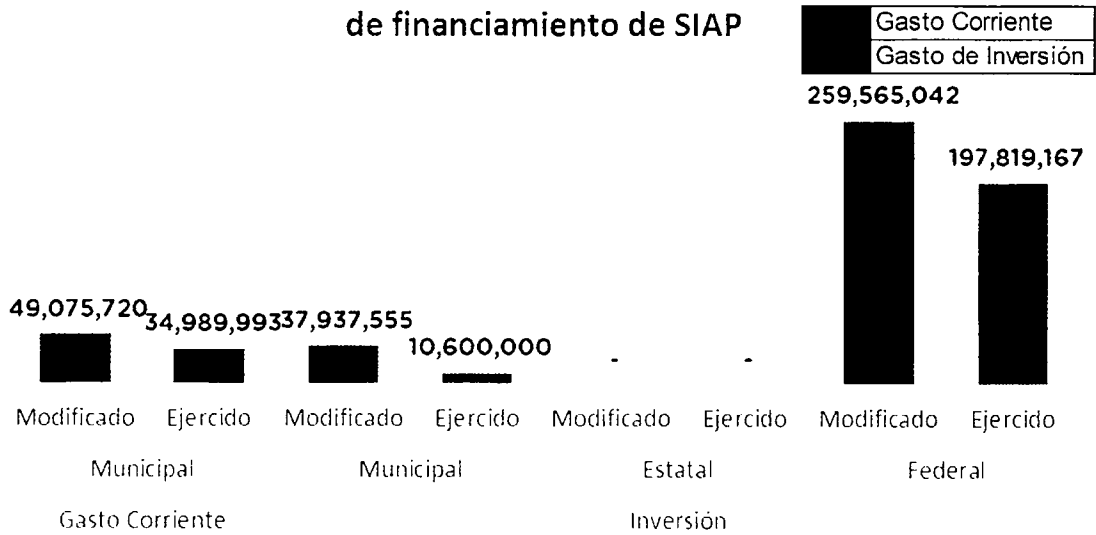 de financiamiento de SIAP
Gasto Corriente
Gasto de Inversión
259,565,042
197,819,167
49,075,720
34,989,993
37,937,555
10,600,000
- -
Modificado Ejercido Modificado Ejercido Modificado Ejercido Modificado Ejercido
Municipal Municipal Estatal Federal
Gasto Corriente Inversión